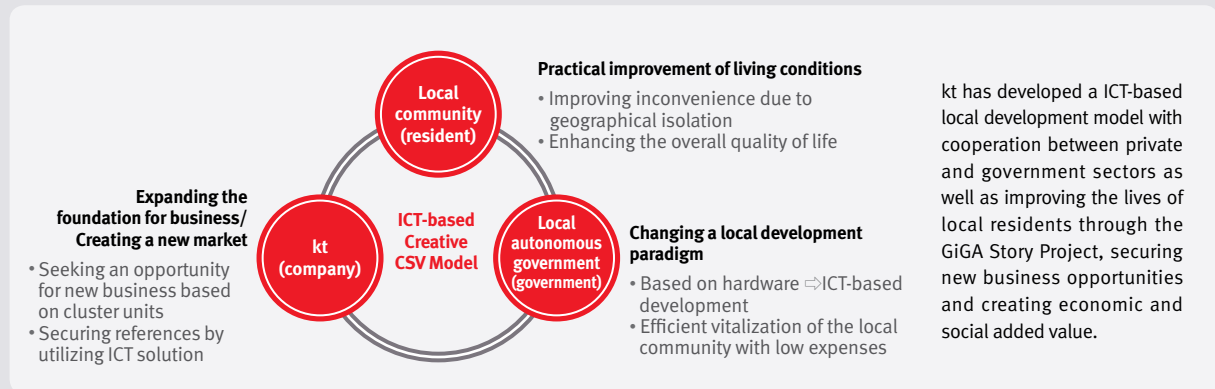 Local
community
(resident)
Practical improvement of living conditions
• Improving inconvenience due to
geographical isolation
• Enhancing the overall quality of life
Expanding the
foundation for business/
Creating a new market
• Seeking an opportunity
for new business based
on cluster units
• Securing references by
utilizing ICT solution
kt
(company)
ICT-based
Creative
CSV Model
Local
autonomous
government
(government)
Changing a local development
paradigm
• Based on hardware ⇨ICT-based
development
• Efficient vitalization of the local
community with low expenses
kt has developed a ICT-based
local development model with
cooperation between private
and government sectors as
well as improving the lives of
local residents through the
GiGA Story Project, securing
new business opportunities
and creating economic and
social added value.